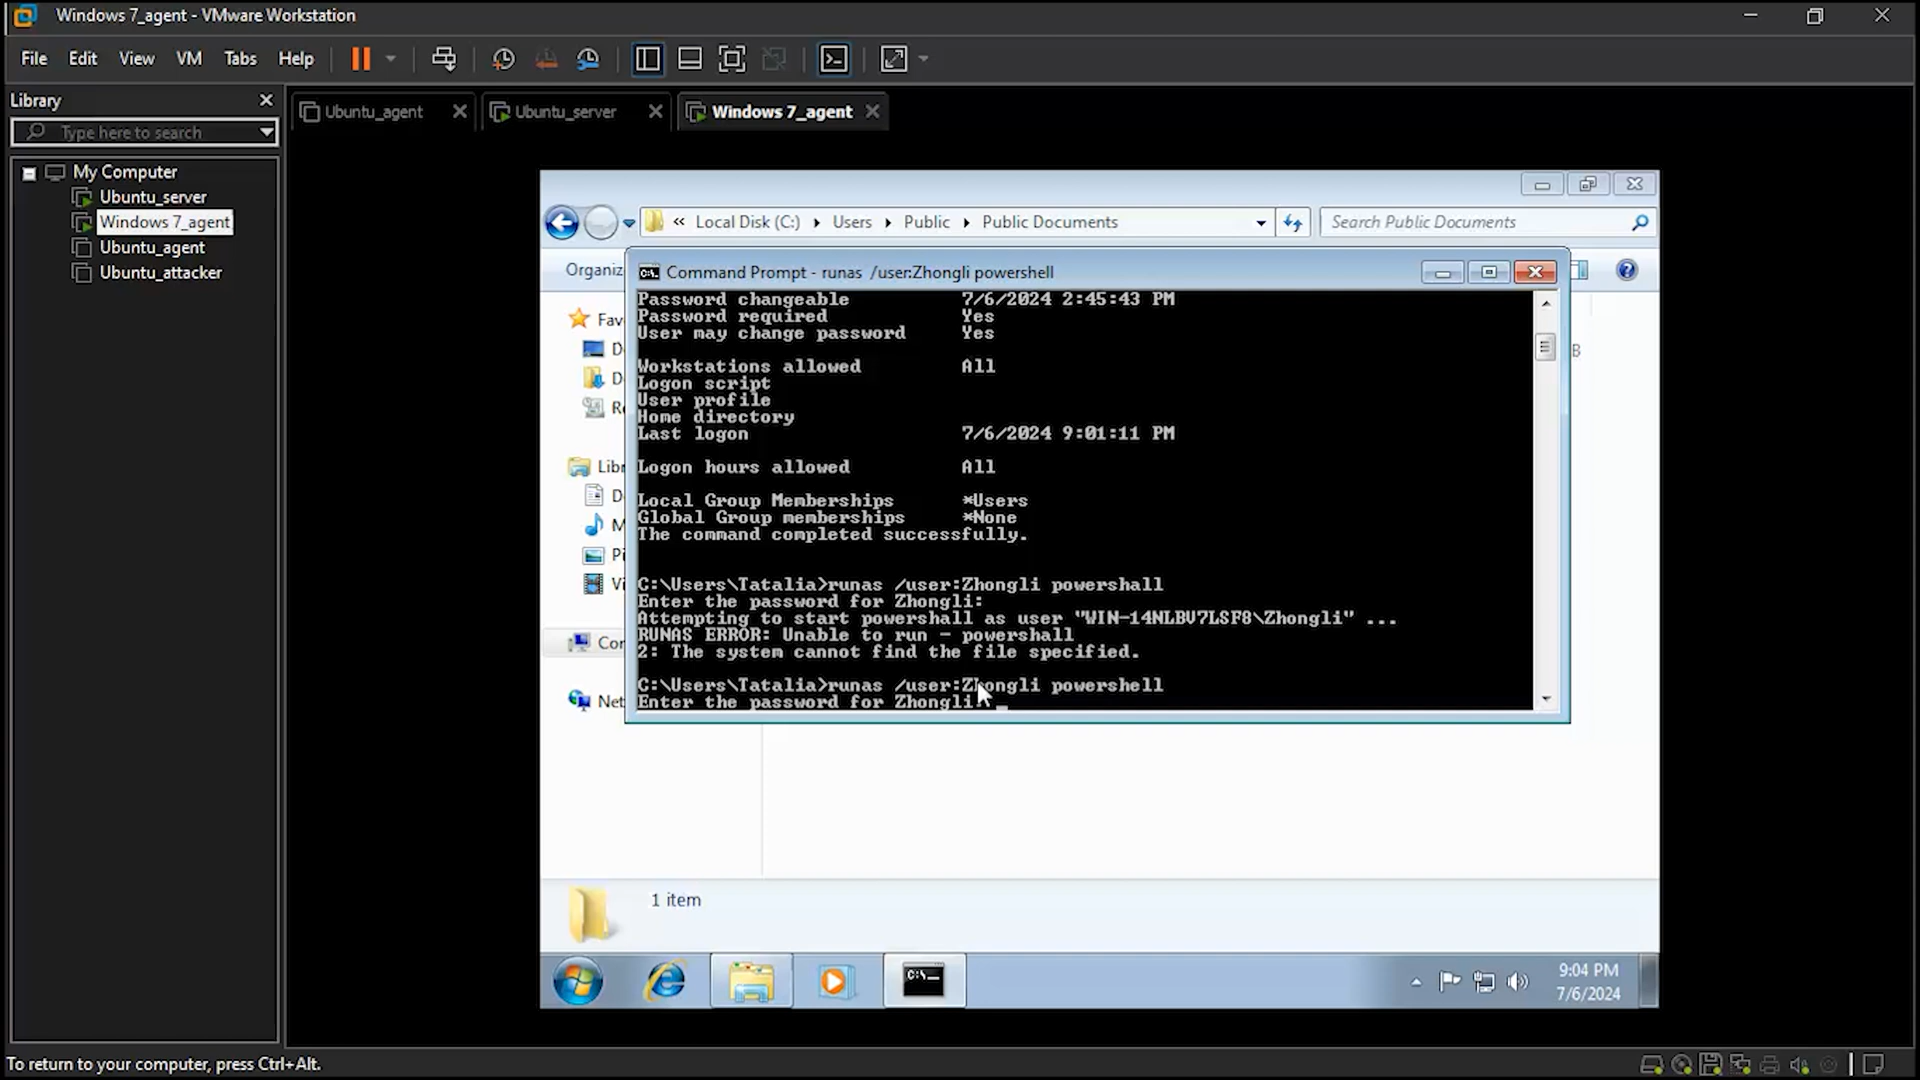 Windows 7_agent - VMware Workstation
File Edit View VM Tabs Help
Library
Type here to search
Ubuntu_agent
Ubuntu_server
Windows 7_agent
My Computer
Ubuntu_server
Windows 7_agent
Ubuntu_agent
Ubuntu_attacker
« Local Disk (C:) Users Public Public Documents
Search Public Documents
Organiz
Command Prompt - runas /user:Zhongli powershell
Password changeable 7/6/2024 2:45:43 PM
Password required Yes
User may change password Yes
Workstations allowed All
Logon script
User profile
Home directory
Last logon 7/6/2024 9:01:11 PM
Logon hours allowed All
Local Group Memberships *Users
Global Group memberships *None
The command completed successfully.
C:\Users\Tatalia>runas /user:Zhongli powershall
Enter the password for Zhongli:
Attempting to start powershall as user "WIN-14NLBV7LSF8\Zhongli" ...
RUNAS ERROR: Unable to run - powershall
2: The system cannot find the file specified.
C:\Users\Tatalia>runas /user:Zhongli powershell
Enter the password for Zhongli: _
Fav
D
D
Re
Libr
D
M
Pi
Vi
Con
Net
B
1 item
C:\.
9:04 PM
7/6/2024
To return to your computer, press Ctrl+Alt.